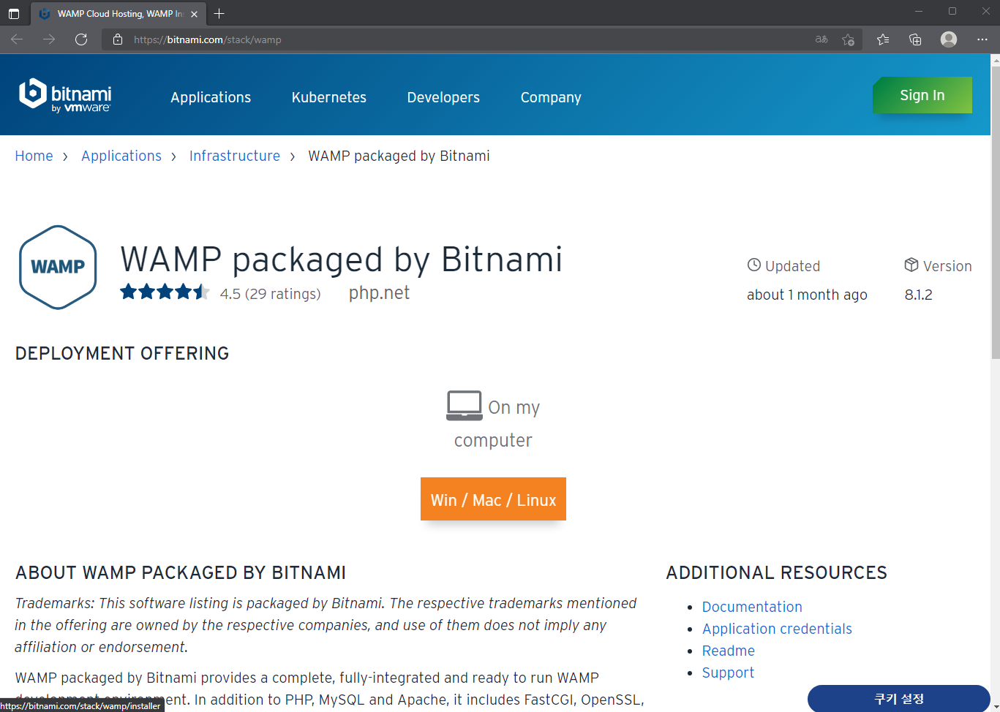 WAMP Cloud Hosting, WAMP In
https://bitnami.com/stack/wamp
bitnami
by vmware
Applications
Kubernetes
Developers
Company
Sign In
Home › Applications › Infrastructure › WAMP packaged by Bitnami
WAMP
WAMP packaged by Bitnami
4.5 (29 ratings)
php.net
Updated
about 1 month ago
Version
8.1.2
DEPLOYMENT OFFERING
On my
computer
Win / Mac / Linux
ABOUT WAMP PACKAGED BY BITNAMI
Trademarks: This software listing is packaged by Bitnami. The respective trademarks mentioned
in the offering are owned by the respective companies, and use of them does not imply any
affiliation or endorsement.
WAMP packaged by Bitnami provides a complete, fully-integrated and ready to run WAMP
development environment. In addition to PHP, MySQL and Apache, it includes FastCGI, OpenSSL,
ADDITIONAL RESOURCES
Documentation
Application credentials
Readme
Support
쿠키 설정
https://bitnami.com/stack/wamp/installer